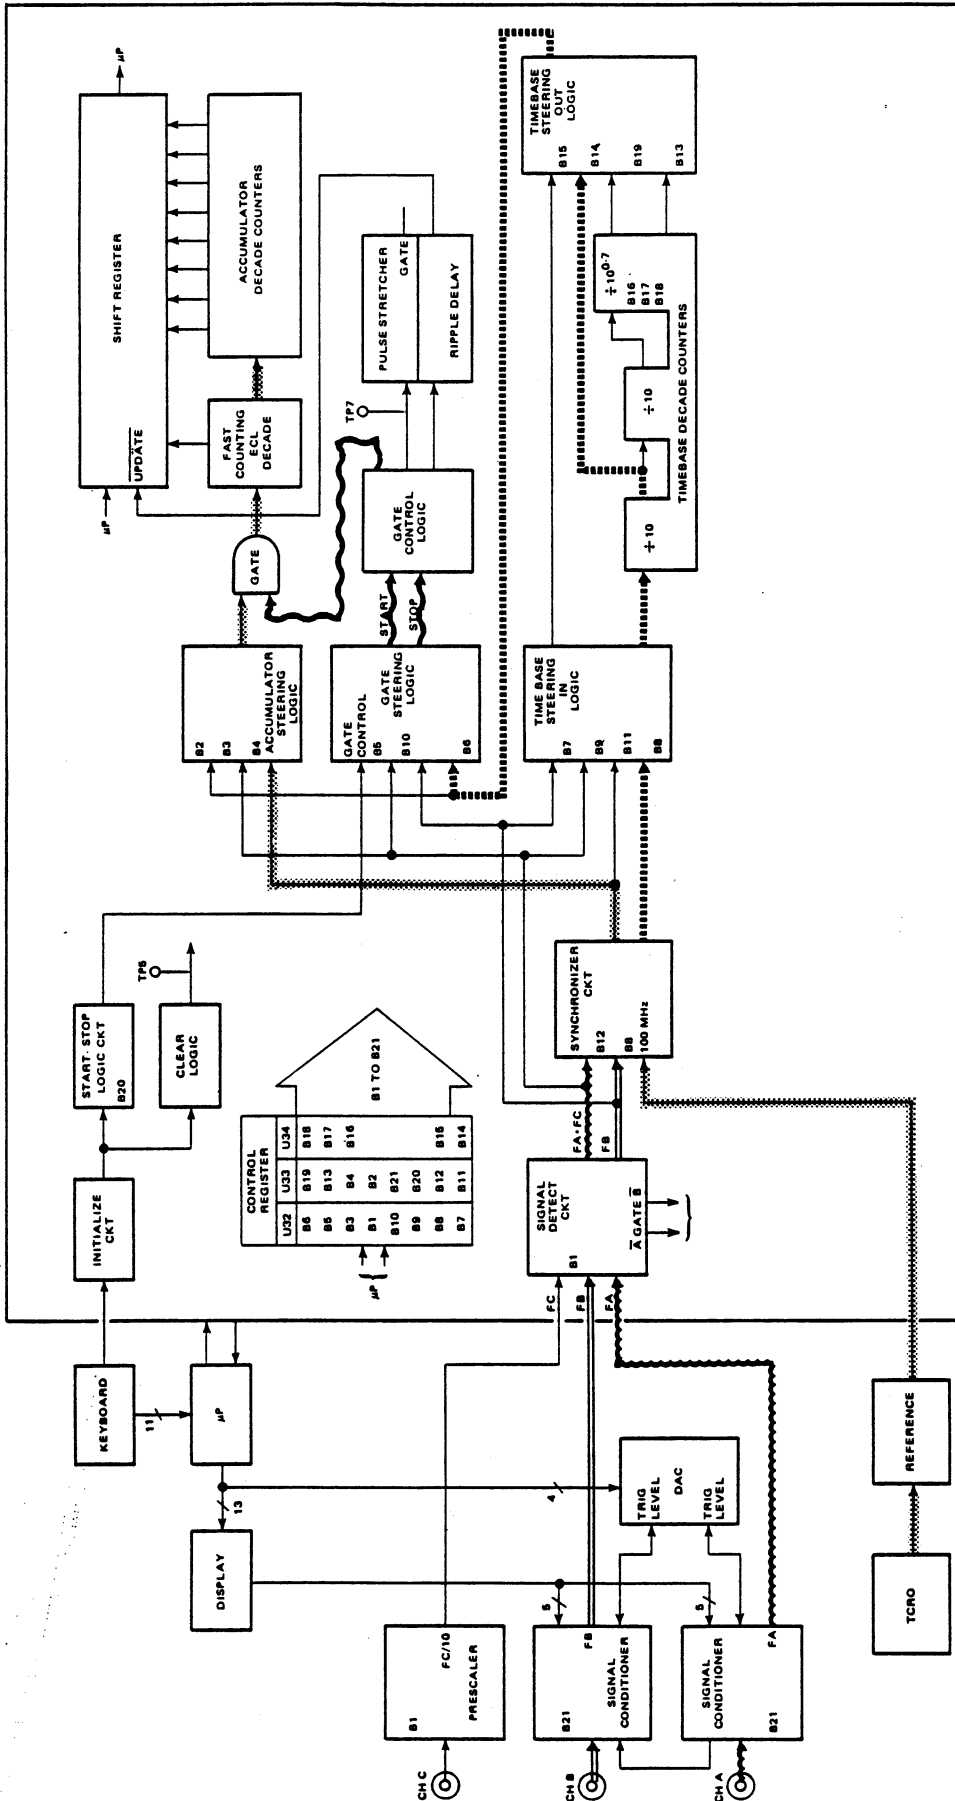 SHIFT REGISTER
µP
µP
UPDATE
FAST
COUNTING
ECL
DECADE
ACCUMULATOR
DECADE COUNTERS
GATE
B2
B3
B4
ACCUMULATOR
STEERING
LOGIC
GATE
CONTROL
B5
B10
B6
GATE
STEERING
LOGIC
START
STOP
GATE
CONTROL
LOGIC
TP7
PULSE STRETCHER
GATE
RIPPLE DELAY
TIMEBASE
STEERING
OUT
LOGIC
B15
B14
B19
B13
TIME BASE
STEERING
IN
LOGIC
B7
B9
B11
B8
÷10
÷10
÷10⁰⁻⁷
B16
B17
B18
TIMEBASE DECADE COUNTERS
KEYBOARD
11
µP
INITIALIZE
CKT
START-STOP
LOGIC CKT
B20
CLEAR
LOGIC
TP5
CONTROL
REGISTER
U32 U33 U34
B6 B19 B18
B5 B13 B17
B3 B4 B16
B1 B2
B10 B21
B9 B20
B8 B12 B15
B7 B11 B14
µP
B1 TO B21
DISPLAY
13
4
TRIG
LEVEL
DAC
TRIG
LEVEL
CH C
B1
PRESCALER
FC/10
FC
CH B
B21
SIGNAL
CONDITIONER
FB
5
FB
CH A
B21
SIGNAL
CONDITIONER
FA
5
FA
SIGNAL
DETECT
CKT
B1
A GATE B
FA·FC
FB
SYNCHRONIZER
CKT
B12
B8
100 MHz
TCRO
REFERENCE